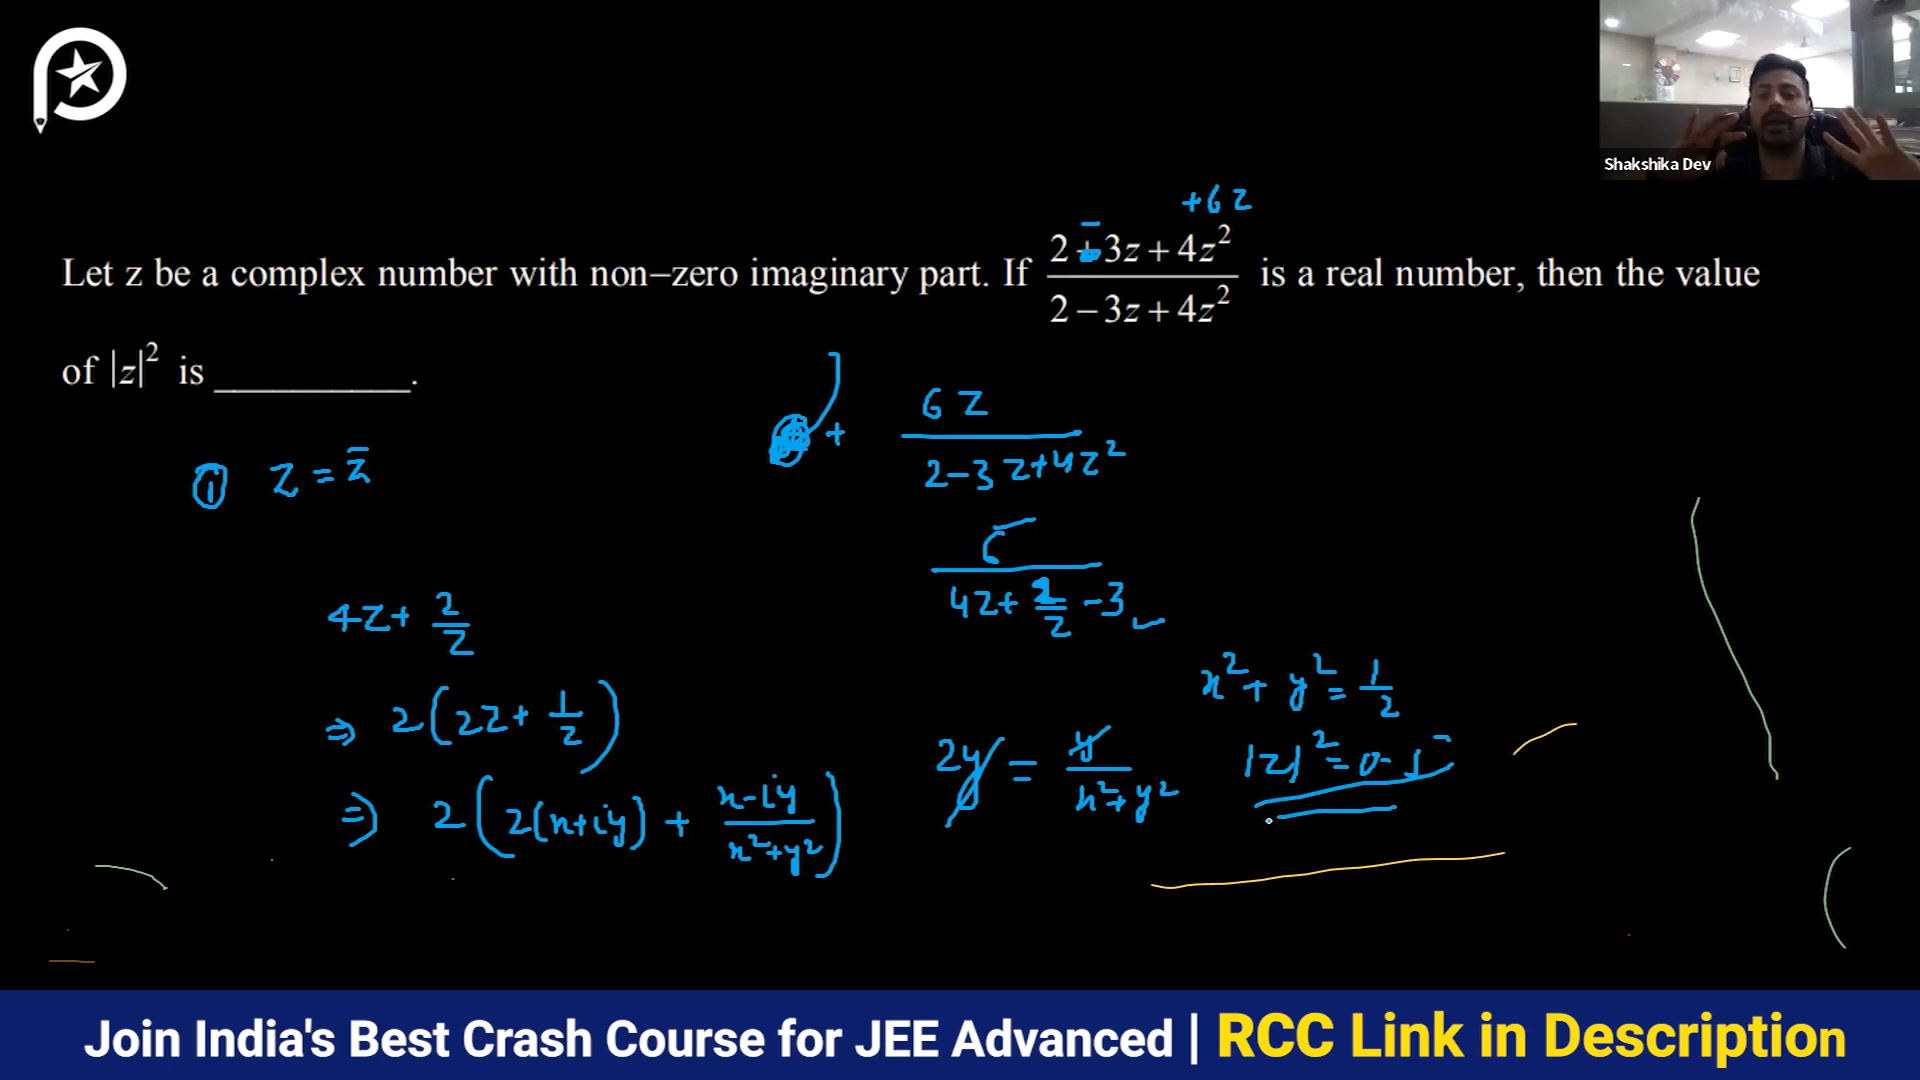 Shakshika Dev
+6z
Let z be a complex number with non–zero imaginary part. If (2 + 3z + 4z²)/(2 − 3z + 4z²) is a real number, then the value
of |z|² is __________.
1 + 6z/(2 − 3z + 4z²)
① z = z̄
6/(4z + 2/z − 3)
4z + 2/z
⇒ 2(2z + 1/z)
x² + y² = 1/2
2y = y/(x² + y²)
|z|² = 0.5
⇒ 2(2(x+iy) + (x−iy)/(x²+y²))
Join India's Best Crash Course for JEE Advanced | RCC Link in Description